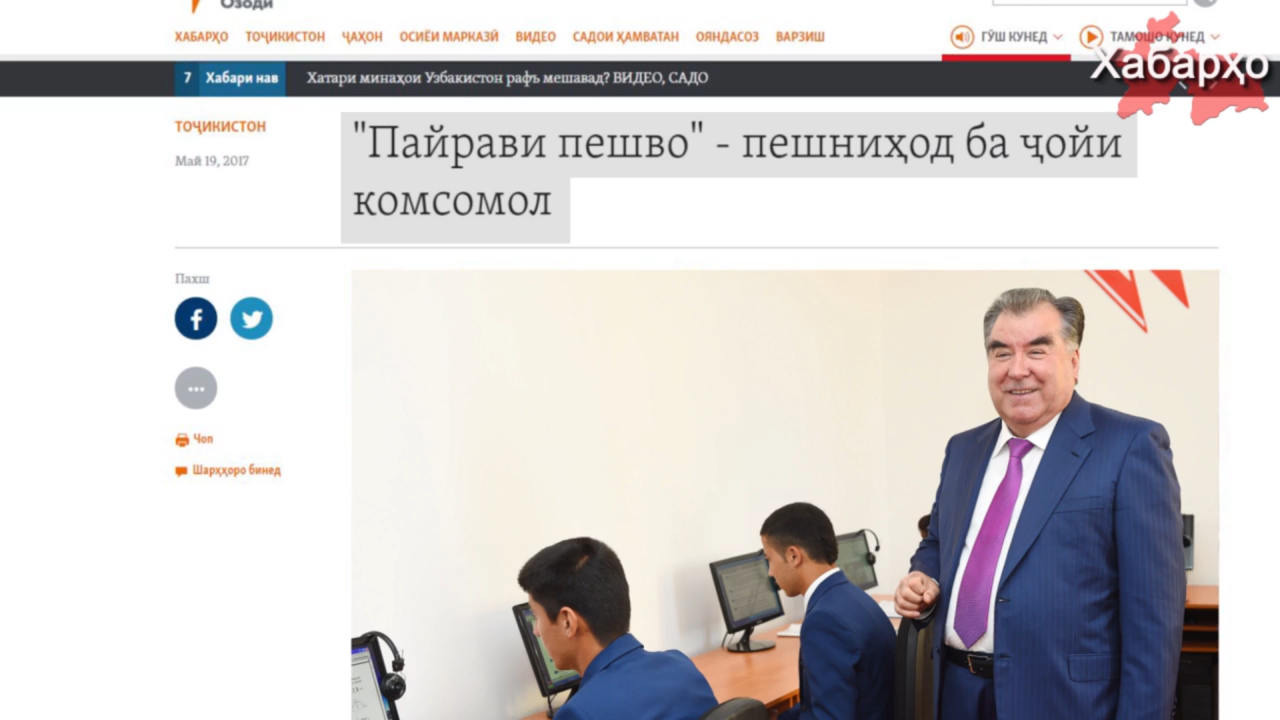 Озоди
ХАБАРҲО ТОҶИКИСТОН ҶАҲОН ОСИЁИ МАРКАЗӢ ВИДЕО САДОИ ҲАМВАТАН ОЯНДАСОЗ ВАРЗИШ ГӮШ КУНЕД ТАМОШО КУНЕД
Хабарҳо
7 Хабари нав Хатари минаҳои Узбакистон рафъ мешавад? ВИДЕО, САДО
ТОҶИКИСТОН
Май 19, 2017
"Пайрави пешво" - пешниҳод ба ҷойи
комсомол
Пахш
Чоп
Шарҳҳоро бинед